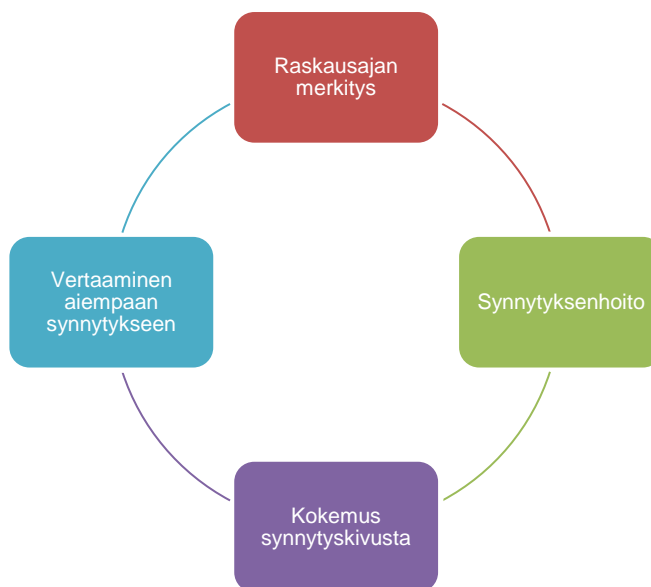 Raskausajan
merkitys
Vertaaminen
aiempaan
synnytykseen
Synnytyksenhoito
Kokemus
synnytyskivusta